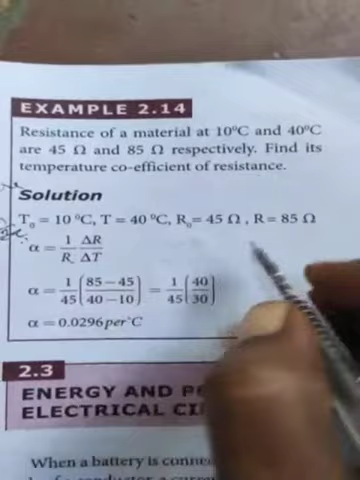 EXAMPLE 2.14
Resistance of a material at 10°C and 40°C
are 45 Ω and 85 Ω respectively. Find its
temperature co-efficient of resistance.
Solution
T₀ = 10 °C, T = 40 °C, R₀= 45 Ω , R = 85 Ω
α = 1/R₀ ΔR/ΔT
α = 1/45 (85 − 45 / 40 − 10) = 1/45 (40/30)
α = 0.0296 per°C
2.3
ENERGY AND
ELECTRICAL
When a battery is